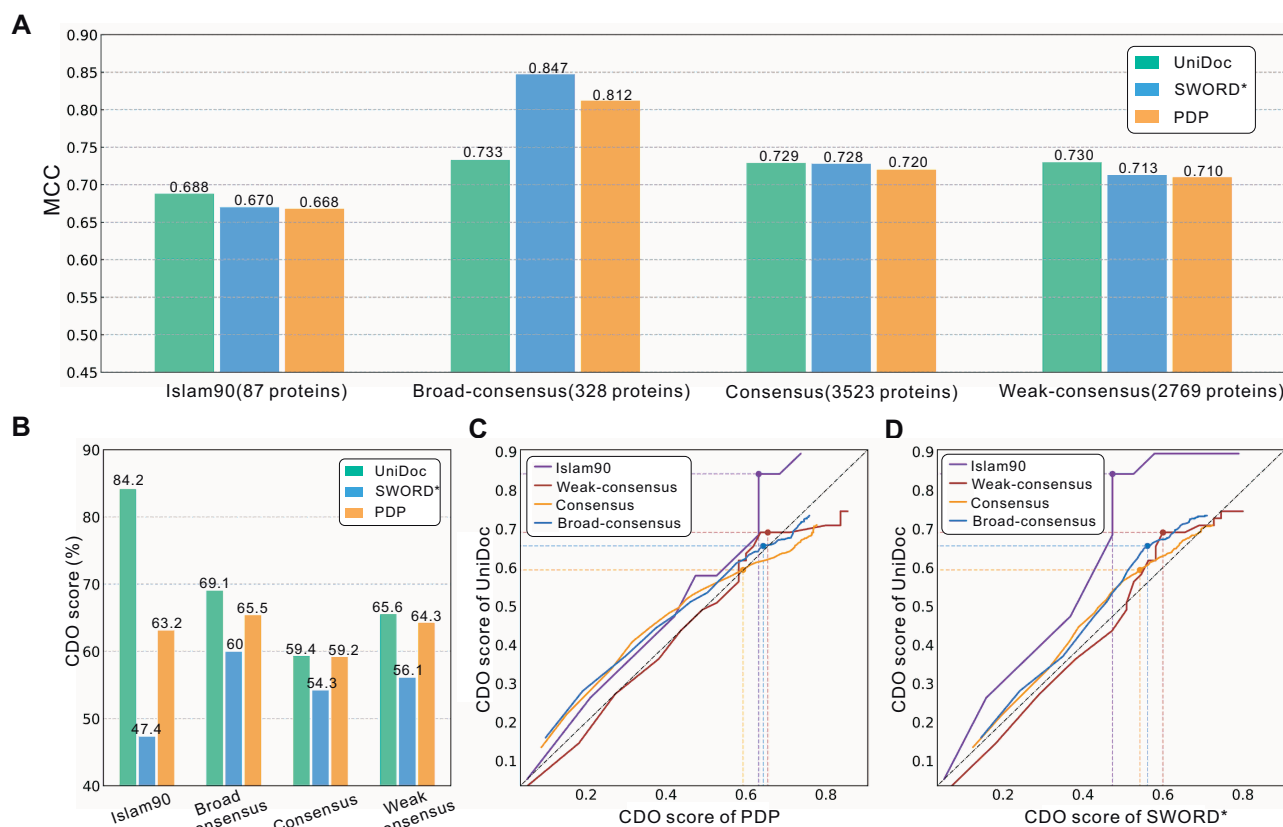 A
MCC
0.90
0.85
0.80
0.75
0.70
0.65
0.60
0.55
0.50
0.45
0.688
0.670
0.668
0.733
0.847
0.812
0.729
0.728
0.720
0.730
0.713
0.710
UniDoc
SWORD*
PDP
Islam90(87 proteins)
Broad-consensus(328 proteins)
Consensus(3523 proteins)
Weak-consensus(2769 proteins)
B
CDO score (%)
90
80
70
60
50
40
84.2
47.4
63.2
69.1
60
65.5
59.4
54.3
59.2
65.6
56.1
64.3
UniDoc
SWORD*
PDP
Islam90
Broad
Consensus
Weak
C
CDO score of UniDoc
0.9
0.8
0.7
0.6
0.5
0.4
0.3
0.2
0.1
Islam90
Weak-consensus
Consensus
Broad-consensus
0.2
0.4
0.6
0.8
CDO score of PDP
D
CDO score of UniDoc
0.9
0.8
0.7
0.6
0.5
0.4
0.3
0.2
0.1
Islam90
Weak-consensus
Consensus
Broad-consensus
0.2
0.4
0.6
0.8
CDO score of SWORD*